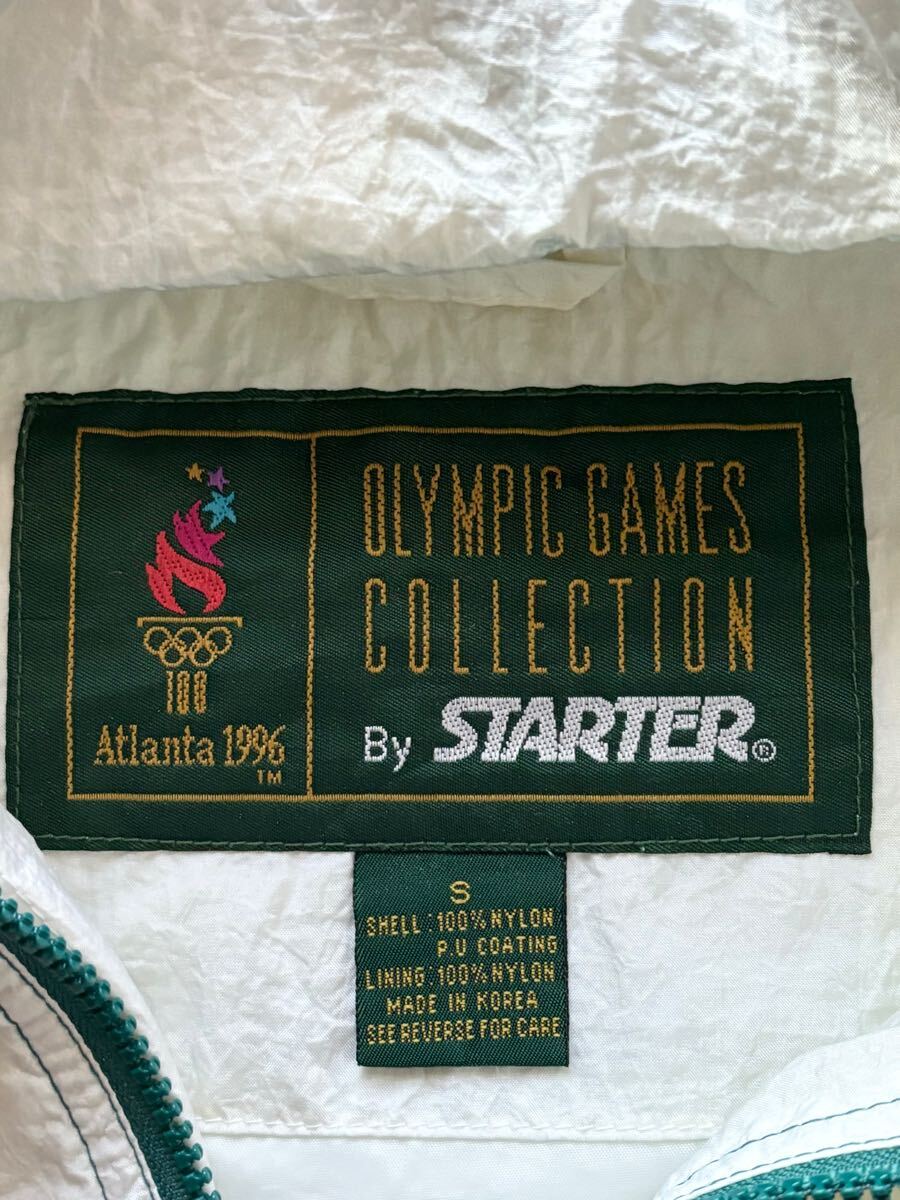 100
Atlanta 1996
TM
OLYMPIC GAMES
COLLECTION
By STARTER®
S
SHELL:100%NYLON
P.U COATING
LINING:100%NYLON
MADE IN KOREA
SEE REVERSE FOR CARE